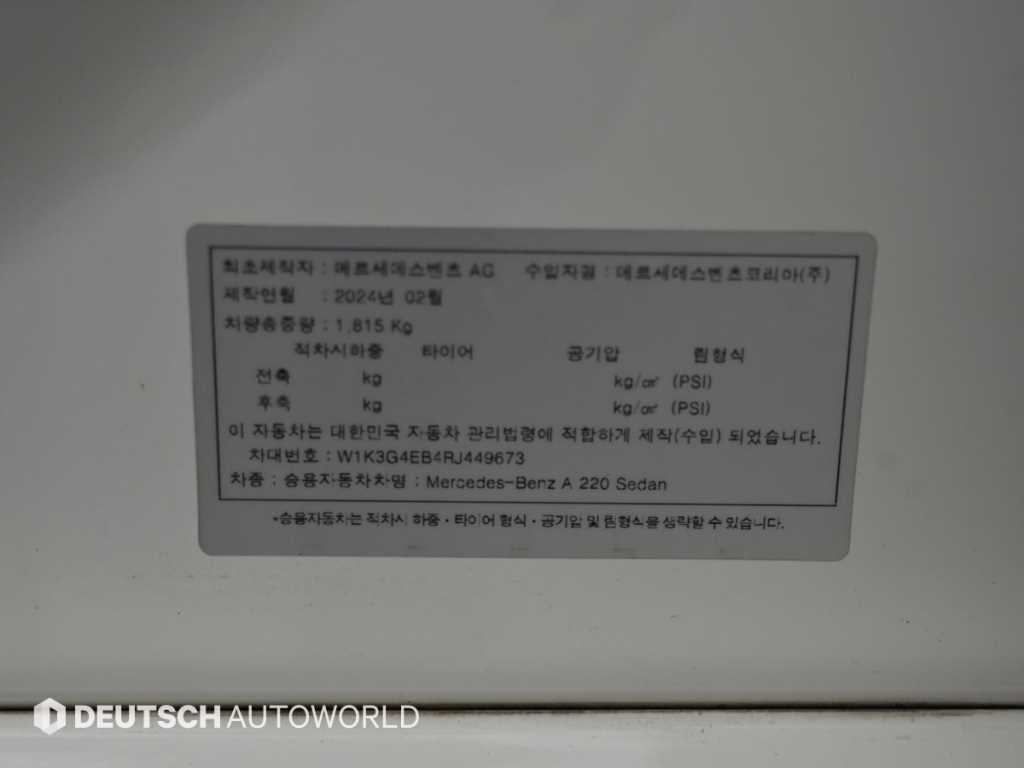 최초제작자 : 메르세데스벤츠 AG 수입자명 : 메르세데스벤츠코리아(주)
제작연월 : 2024년 02월
차량총중량 : 1,815 Kg
적차시하중 타이어 공기압 림형식
전축 kg kg/㎠ (PSI)
후축 kg kg/㎠ (PSI)
이 자동차는 대한민국 자동차 관리법령에 적합하게 제작(수입) 되었습니다.
차대번호 : W1K3G4EB4RJ449673
차종 : 승용자동차차명 : Mercedes-Benz A 220 Sedan
*승용자동차는 적차시 하중·타이어 형식·공기압 및 림형식을 생략할 수 있습니다.
DEUTSCH AUTOWORLD